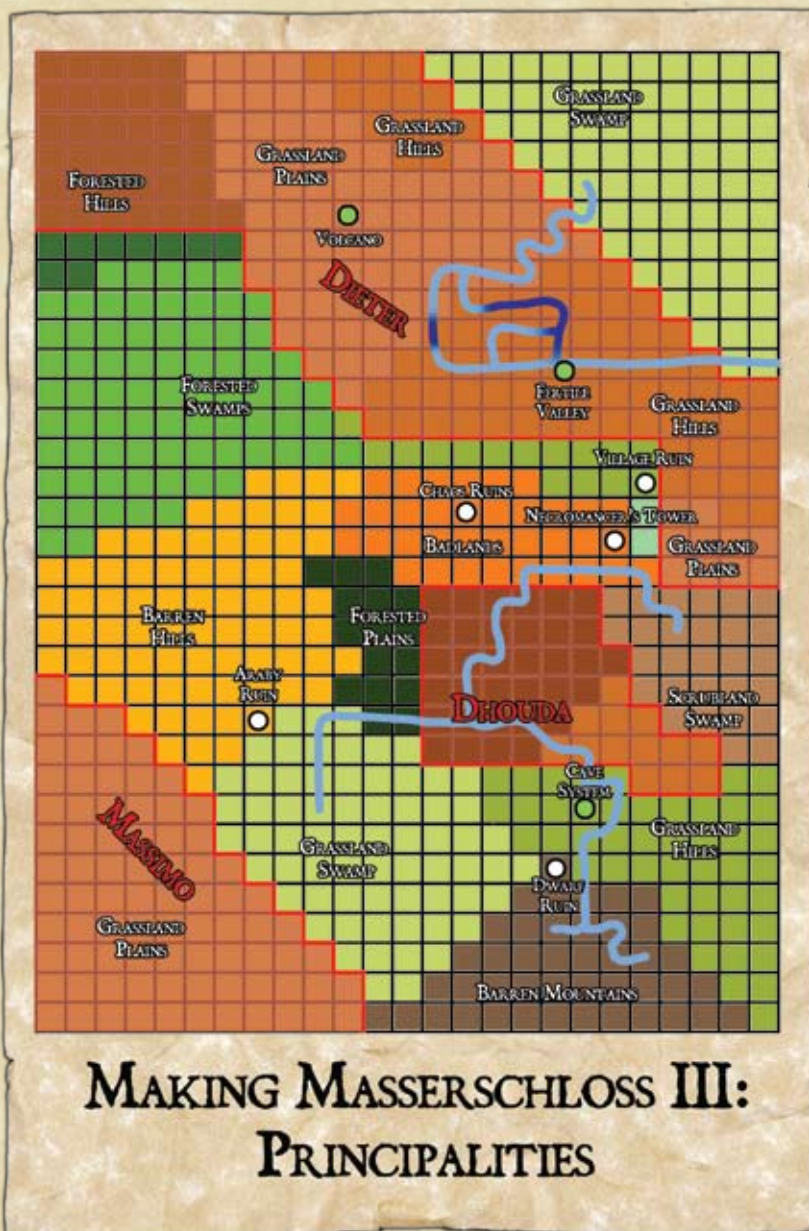 Grassland
Swamp
Grassland
Hills
Grassland
Plains
Forested
Hills
Volcano
Dieter
Forested
Swamps
Fertile
Valley
Grassland
Hills
Village Ruin
Chaos Ruins
Necromancer's Tower
Badlands
Grassland
Plains
Barren
Hills
Forested
Plains
Araby
Ruin
Dhouda
Scrubland
Swamp
Cave
System
Massimo
Grassland
Swamp
Grassland
Hills
Dwarf
Ruin
Grassland
Plains
Barren Mountains
Making Masserschloss III:
Principalities